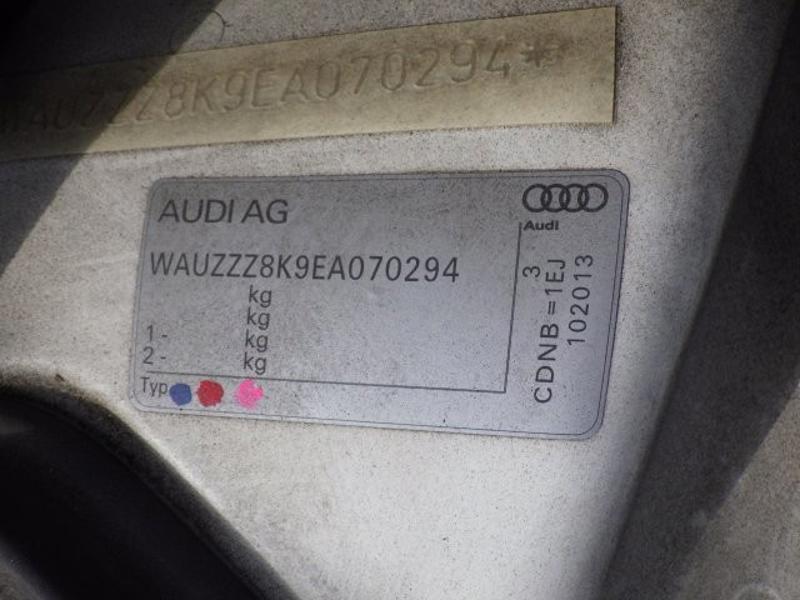 WAUZZZ8K9EA070294*
AUDI AG
Audi
WAUZZZ8K9EA070294
kg
kg
1- kg
2- kg
Typ
3
CDNB=1EJ
102013